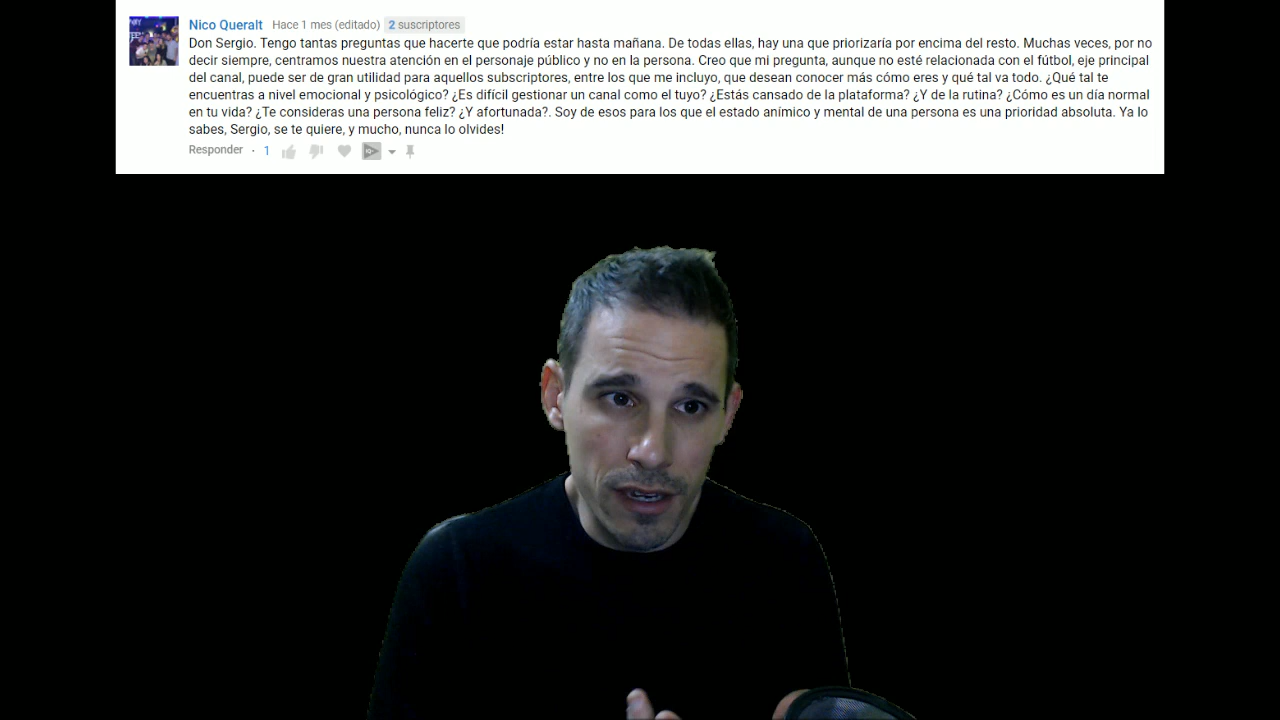 Nico Queralt Hace 1 mes (editado) 2 suscriptores
Don Sergio. Tengo tantas preguntas que hacerte que podría estar hasta mañana. De todas ellas, hay una que priorizaría por encima del resto. Muchas veces, por no
decir siempre, centramos nuestra atención en el personaje público y no en la persona. Creo que mi pregunta, aunque no esté relacionada con el fútbol, eje principal
del canal, puede ser de gran utilidad para aquellos subscriptores, entre los que me incluyo, que desean conocer más cómo eres y qué tal va todo. ¿Qué tal te
encuentras a nivel emocional y psicológico? ¿Es difícil gestionar un canal como el tuyo? ¿Estás cansado de la plataforma? ¿Y de la rutina? ¿Cómo es un día normal
en tu vida? ¿Te consideras una persona feliz? ¿Y afortunada?. Soy de esos para los que el estado anímico y mental de una persona es una prioridad absoluta. Ya lo
sabes, Sergio, se te quiere, y mucho, nunca lo olvides!
Responder · 1